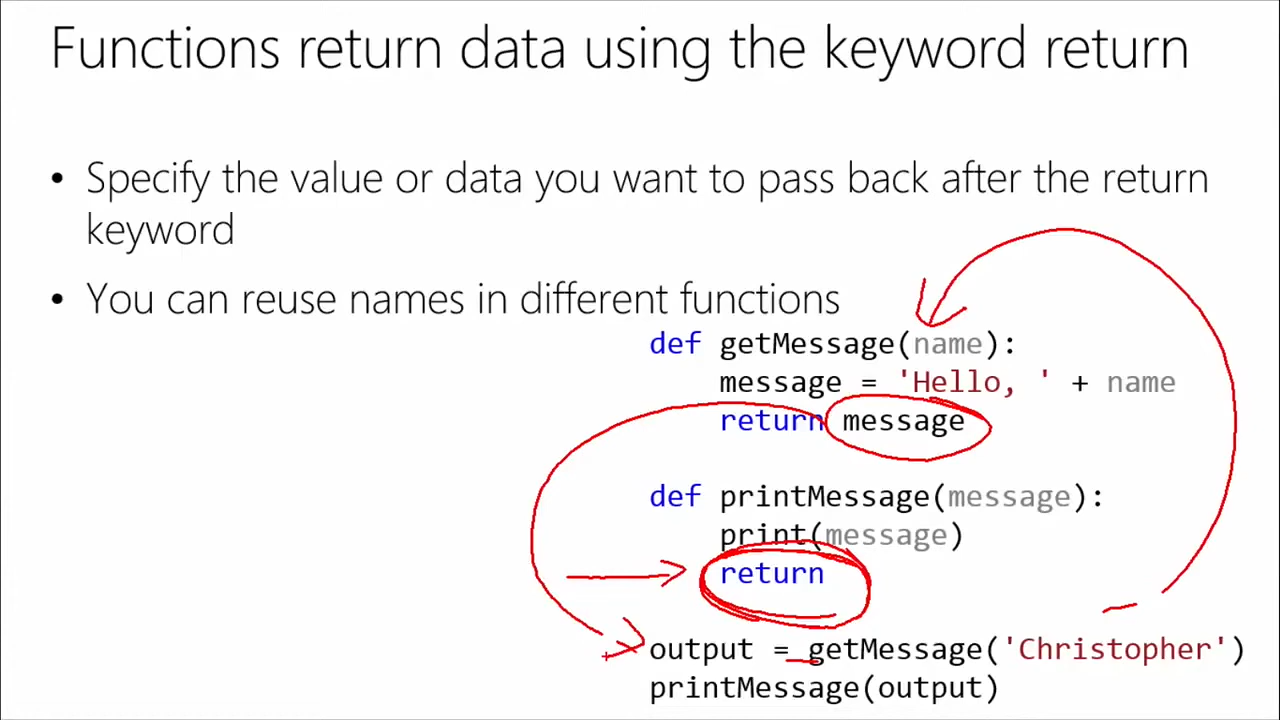 Functions return data using the keyword return
• Specify the value or data you want to pass back after the return
keyword
• You can reuse names in different functions
def getMessage(name):
    message = 'Hello, ' + name
    return message
def printMessage(message):
    print(message)
    return
output = getMessage('Christopher')
printMessage(output)